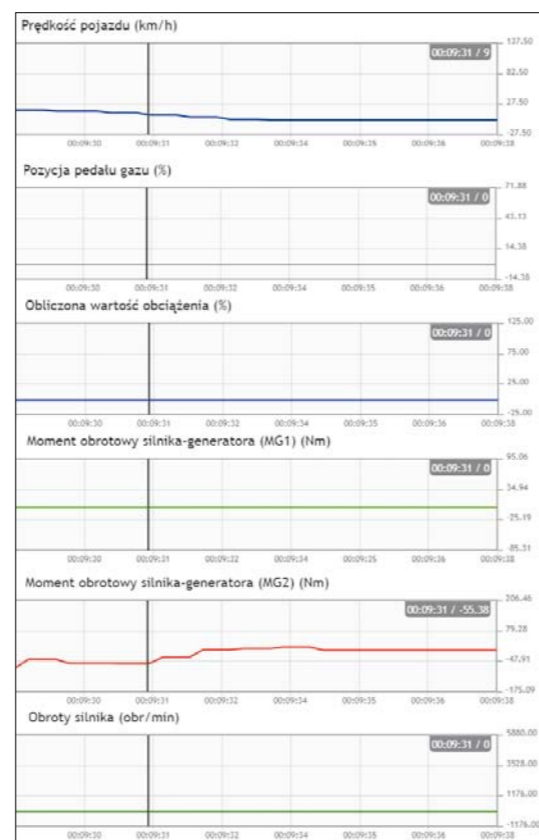 Prędkość pojazdu (km/h)
137.50
00:09:31 / 9
82.50
27.50
-27.50
00:09:30 00:09:31 00:09:32 00:09:34 00:09:35 00:09:36 00:09:38
Pozycja pedału gazu (%)
71.88
00:09:31 / 0
43.13
14.38
-14.38
00:09:30 00:09:31 00:09:32 00:09:34 00:09:35 00:09:36 00:09:38
Obliczona wartość obciążenia (%)
125.00
00:09:31 / 0
75.00
25.00
-25.00
00:09:30 00:09:31 00:09:32 00:09:34 00:09:35 00:09:36 00:09:38
Moment obrotowy silnika-generatora (MG1) (Nm)
95.06
00:09:31 / 0
34.94
-25.19
-85.31
00:09:30 00:09:31 00:09:32 00:09:34 00:09:35 00:09:36 00:09:38
Moment obrotowy silnika-generatora (MG2) (Nm)
206.46
00:09:31 / -55.38
79.28
-47.91
-175.09
00:09:30 00:09:31 00:09:32 00:09:34 00:09:35 00:09:36 00:09:38
Obroty silnika (obr/min)
5880.00
00:09:31 / 0
3528.00
1176.00
-1176.00
00:09:30 00:09:31 00:09:32 00:09:34 00:09:35 00:09:36 00:09:38